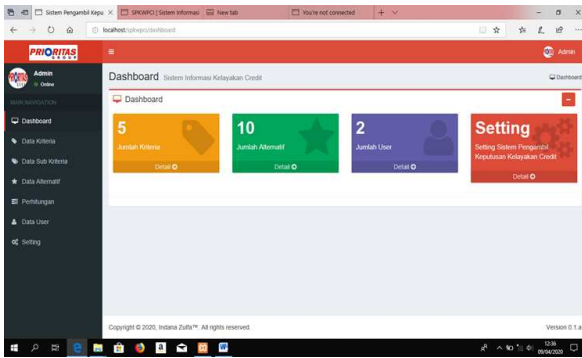 Sistem Pengambil Kepu
SPKWPCI | Sistem Informasi
New tab
You're not connected
localhost/spkwpci/dashboard
PRIORITAS
GROUP
Admin
Admin
Online
MAIN NAVIGATION
Dashboard
Data Kriteria
Data Sub Kriteria
Data Alternatif
Perhitungan
Data User
Setting
Dashboard Sistem Informasi Kelayakan Credit
Dashboard
Dashboard
5
Jumlah Kriteria
Detail
10
Jumlah Alternatif
Detail
2
Jumlah User
Detail
Setting
Setting Sistem Pengambil
Keputusan Kelayakan Credit
Detail
Copyright © 2020, Indana Zulfa™. All rights reserved.
Version 0.1.a
12:36
09/04/2020